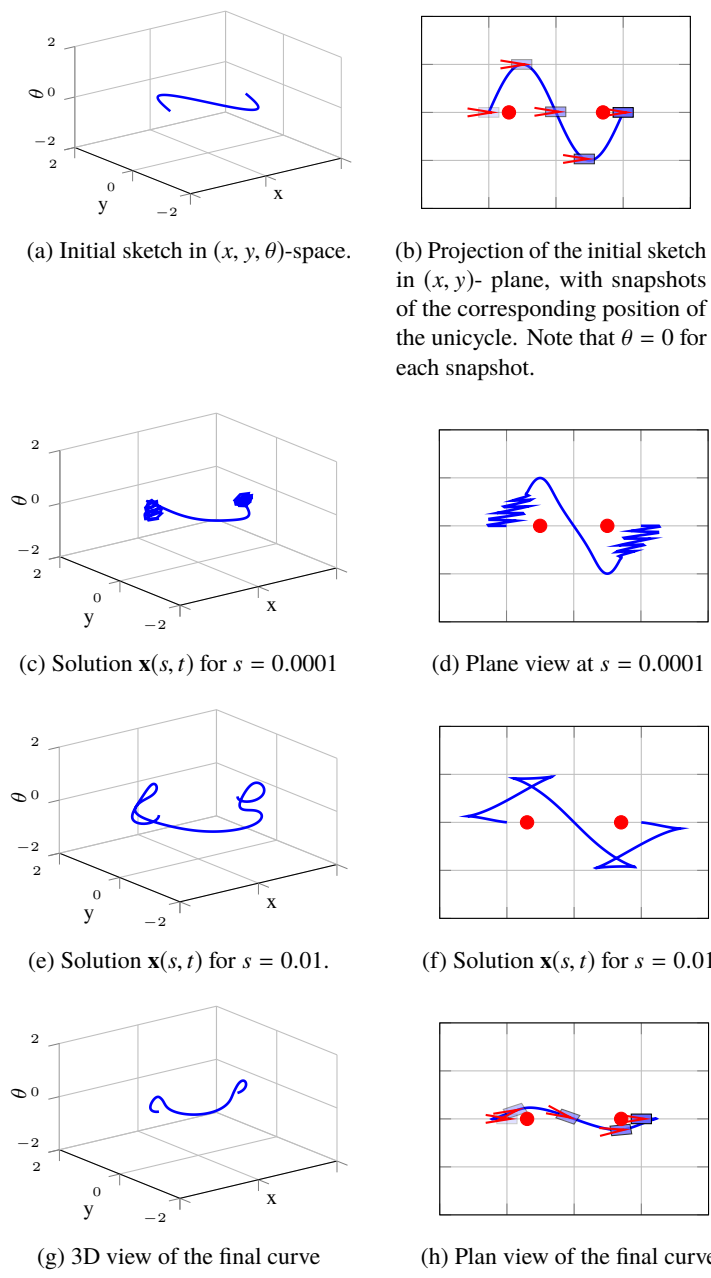 2
0
−2
θ
2
0
−2
y
x
(a) Initial sketch in (x, y, θ)-space.
(b) Projection of the initial sketch
in (x, y)- plane, with snapshots
of the corresponding position of
the unicycle. Note that θ = 0 for
each snapshot.
2
0
−2
θ
2
0
−2
y
x
(c) Solution x(s, t) for s = 0.0001
(d) Plane view at s = 0.0001
2
0
−2
θ
2
0
−2
y
x
(e) Solution x(s, t) for s = 0.01.
(f) Solution x(s, t) for s = 0.01
2
0
−2
θ
2
0
−2
y
x
(g) 3D view of the final curve
(h) Plan view of the final curve